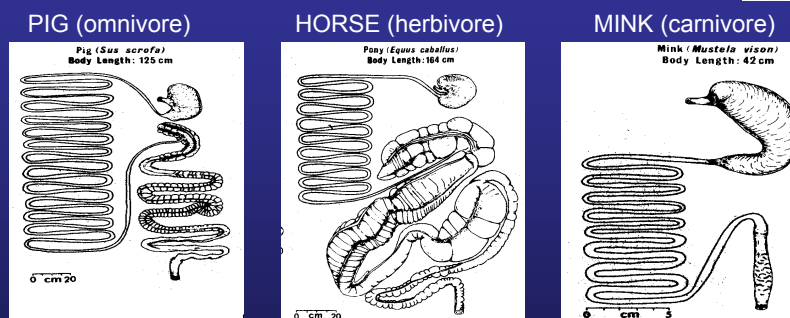 PIG (omnivore)
Pig (Sus scrofa)
Body Length: 125 cm
0 cm 20
HORSE (herbivore)
Pony (Equus caballus)
Body Length: 164 cm
0 cm 20
MINK (carnivore)
Mink (Mustela vison)
Body Length: 42 cm
0 cm 5